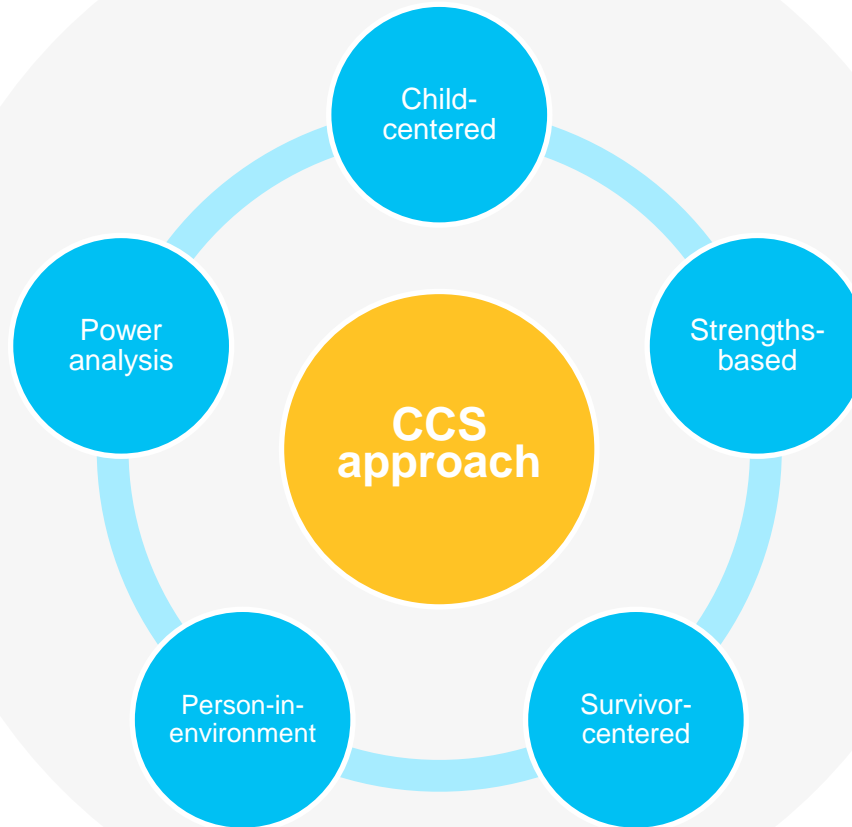 Child-
centered
Power
analysis
Strengths-
based
CCS
approach
Person-in-
environment
Survivor-
centered